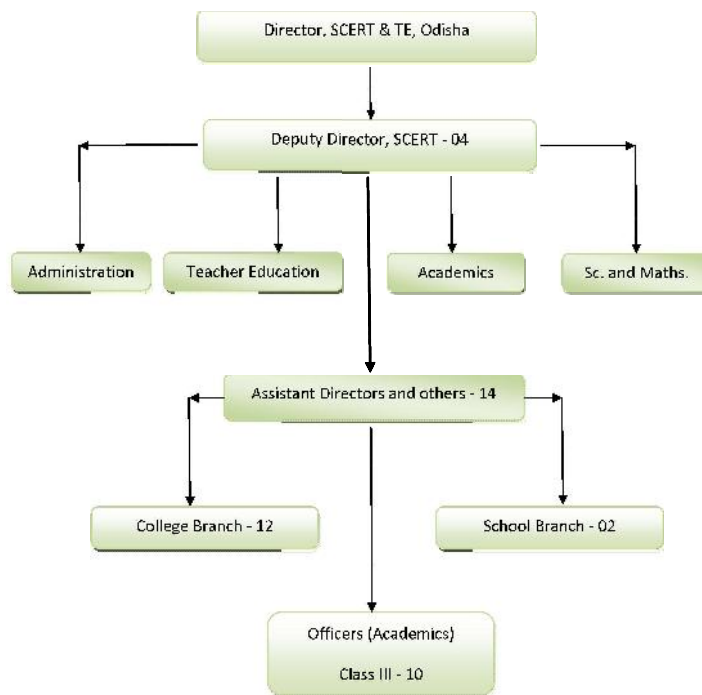 Director, SCERT & TE, Odisha
Deputy Director, SCERT - 04
Administration
Teacher Education
Academics
Sc. and Maths.
Assistant Directors and others - 14
College Branch - 12
School Branch - 02
Officers (Academics)
Class III - 10